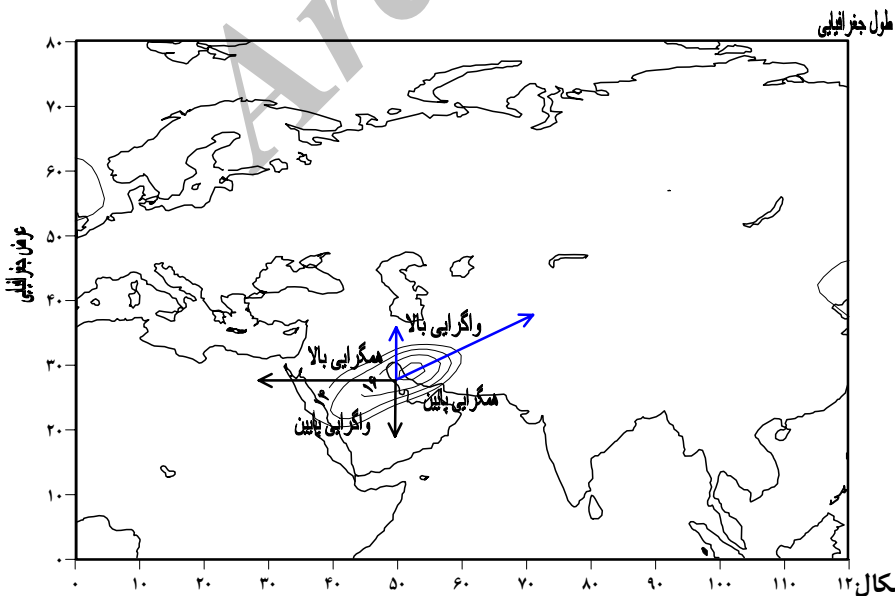 طول جغرافیایی
۸۰
۷۰
۶۰
۵۰
۴۰
۳۰
۲۰
۱۰
۰
عرض جغرافیایی
واگرایی بالا
همگرایی بالا
همگرایی پایین
واگرایی پایین
۰ ۱۰ ۲۰ ۳۰ ۴۰ ۵۰ ۶۰ ۷۰ ۸۰ ۹۰ ۱۰۰ ۱۱۰